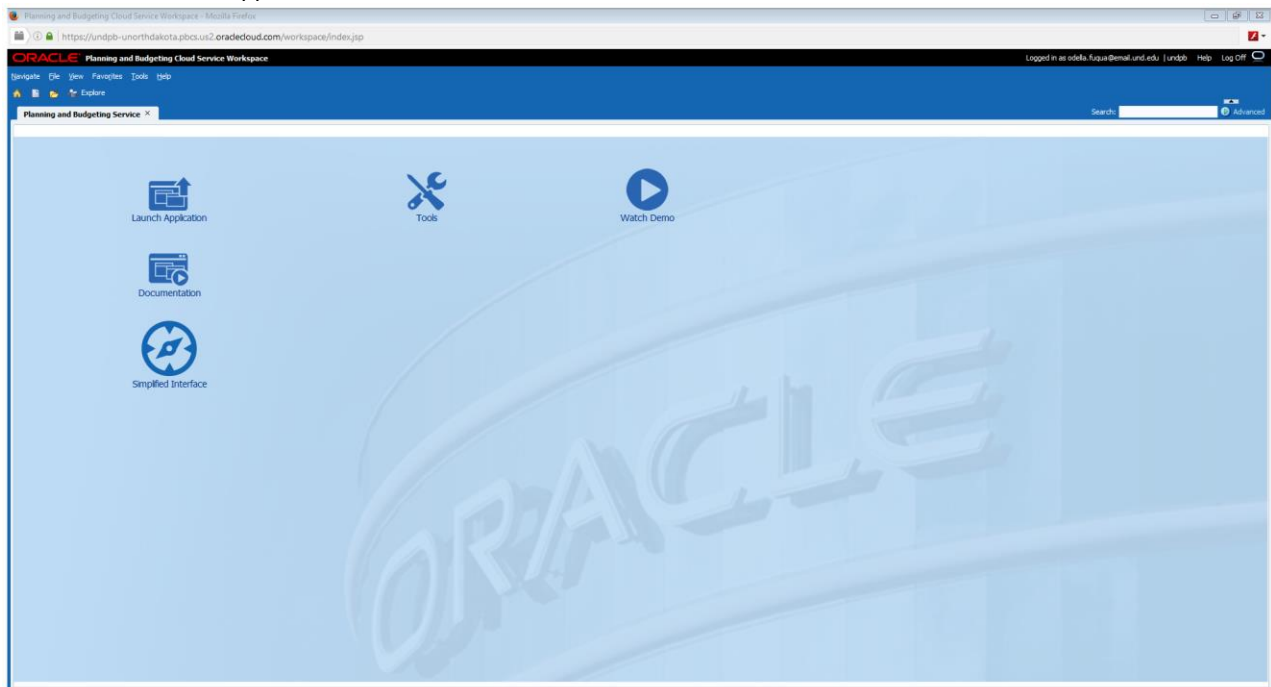 Planning and Budgeting Cloud Service Workspace - Mozilla Firefox
https://undpb-unorthdakota.pbcs.us2.oraclecloud.com/workspace/index.jsp
ORACLE Planning and Budgeting Cloud Service Workspace Logged in as odella.fuqua@email.und.edu | undpb Help Log Off
Navigate File View Favorites Tools Help
Explore
Planning and Budgeting Service × Search: Advanced
Launch Application Tools Watch Demo
Documentation
Simplified Interface
ORACLE